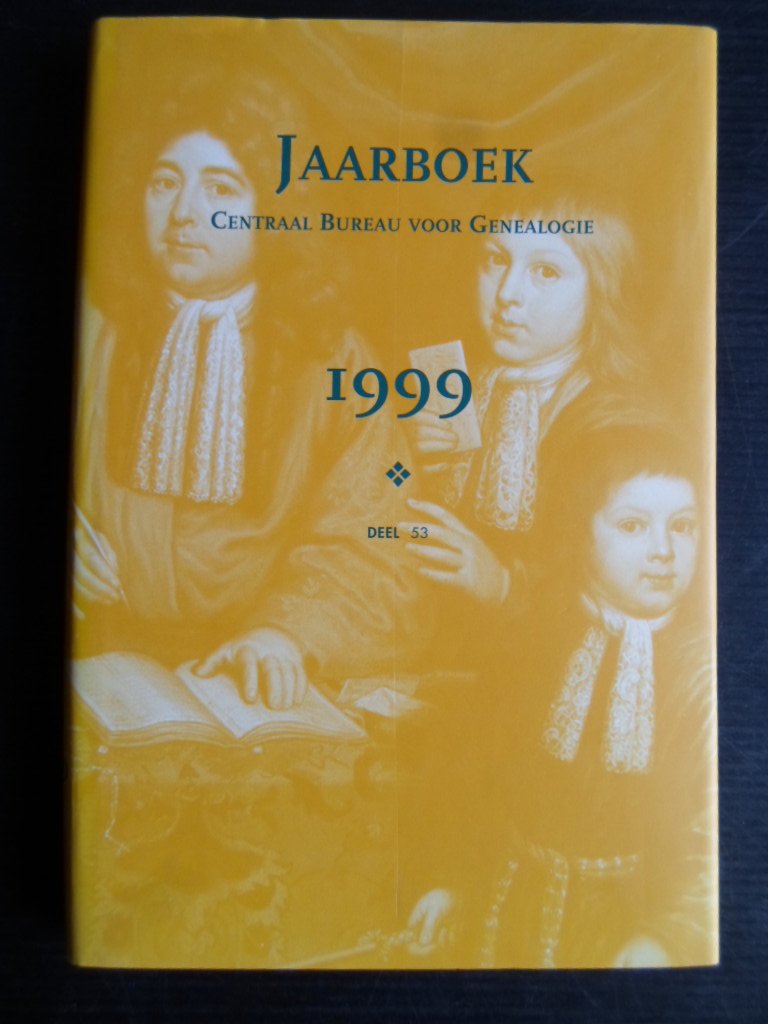 JAARBOEK
CENTRAAL BUREAU VOOR GENEALOGIE
1999
DEEL 53